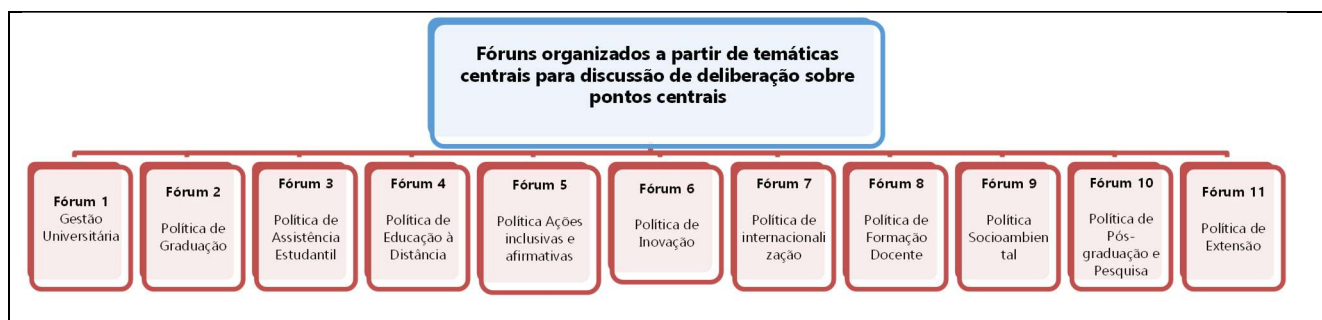 Fóruns organizados a partir de temáticas
centrais para discussão de deliberação sobre
pontos centrais
Fórum 1
Gestão
Universitária
Fórum 2
Política de
Graduação
Fórum 3
Política de
Assistência
Estudantil
Fórum 4
Política de
Educação à
Distância
Fórum 5
Política Ações
inclusivas e
afirmativas
Fórum 6
Política de
Inovação
Fórum 7
Política de
internacionali
zação
Fórum 8
Política de
Formação
Docente
Fórum 9
Política
Socioambien
tal
Fórum 10
Política de
Pós-
graduação e
Pesquisa
Fórum 11
Política de
Extensão